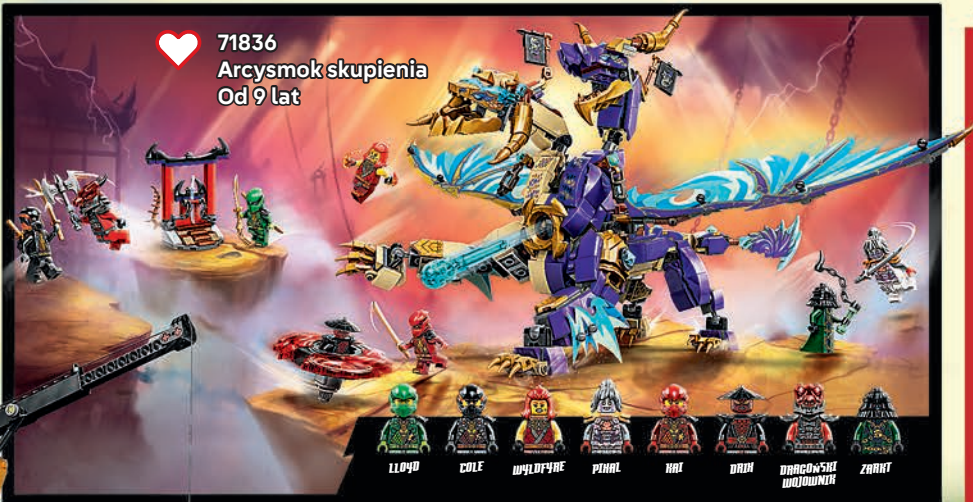 71836
Arcysmok skupienia
Od 9 lat
LLOYD
COLE
WYLDFYRE
PIXAL
KAI
DRIX
DRAGOŃSKI
WOJOWNIK
ZARKT